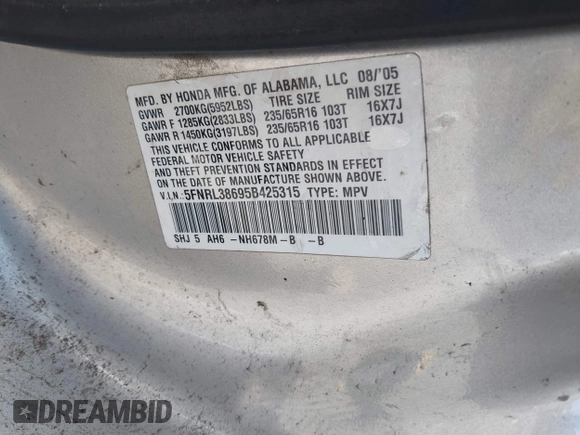 MFD. BY HONDA MFG. OF ALABAMA, LLC 08/'05
GVWR 2700KG(5952LBS) TIRE SIZE RIM SIZE
GAWR F 1285KG(2833LBS) 235/65R16 103T 16X7J
GAWR R 1450KG(3197LBS) 235/65R16 103T 16X7J
THIS VEHICLE CONFORMS TO ALL APPLICABLE
FEDERAL MOTOR VEHICLE SAFETY
AND THEFT PREVENTION STANDARDS IN EFFECT
ON THE DATE OF MANUFACTURE SHOWN ABOVE.
V.I.N: 5FNRL38695B425315 TYPE: MPV
SHJ 5 AH6 -NH678M -B -B
DREAMBID